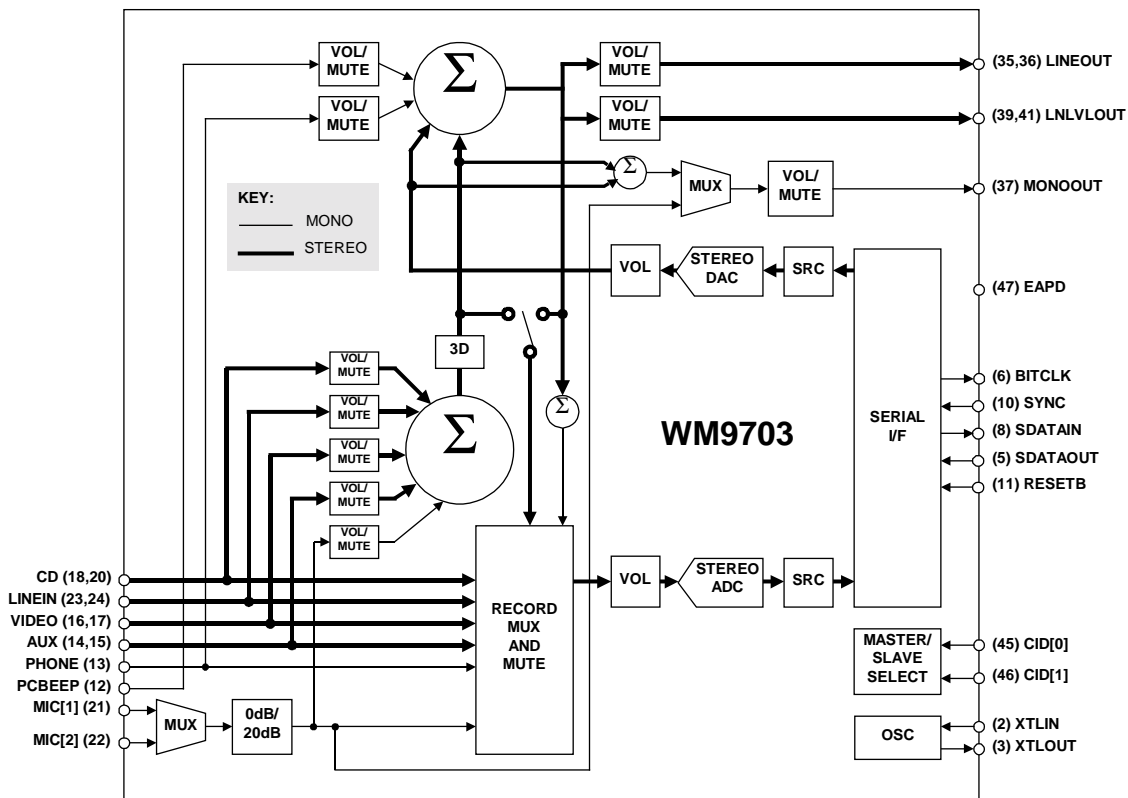 VOL/
MUTE
VOL/
MUTE
Σ
VOL/
MUTE
VOL/
MUTE
(35,36) LINEOUT
(39,41) LNLVLOUT
Σ
MUX
VOL/
MUTE
(37) MONOOUT
KEY:
MONO
STEREO
VOL
STEREO
DAC
SRC
(47) EAPD
3D
VOL/
MUTE
VOL/
MUTE
VOL/
MUTE
VOL/
MUTE
VOL/
MUTE
Σ
Σ
WM9703
SERIAL
I/F
(6) BITCLK
(10) SYNC
(8) SDATAIN
(5) SDATAOUT
(11) RESETB
CD (18,20)
LINEIN (23,24)
VIDEO (16,17)
AUX (14,15)
PHONE (13)
PCBEEP (12)
MIC[1] (21)
MIC[2] (22)
MUX
0dB/
20dB
RECORD
MUX
AND
MUTE
VOL
STEREO
ADC
SRC
MASTER/
SLAVE
SELECT
(45) CID[0]
(46) CID[1]
OSC
(2) XTLIN
(3) XTLOUT